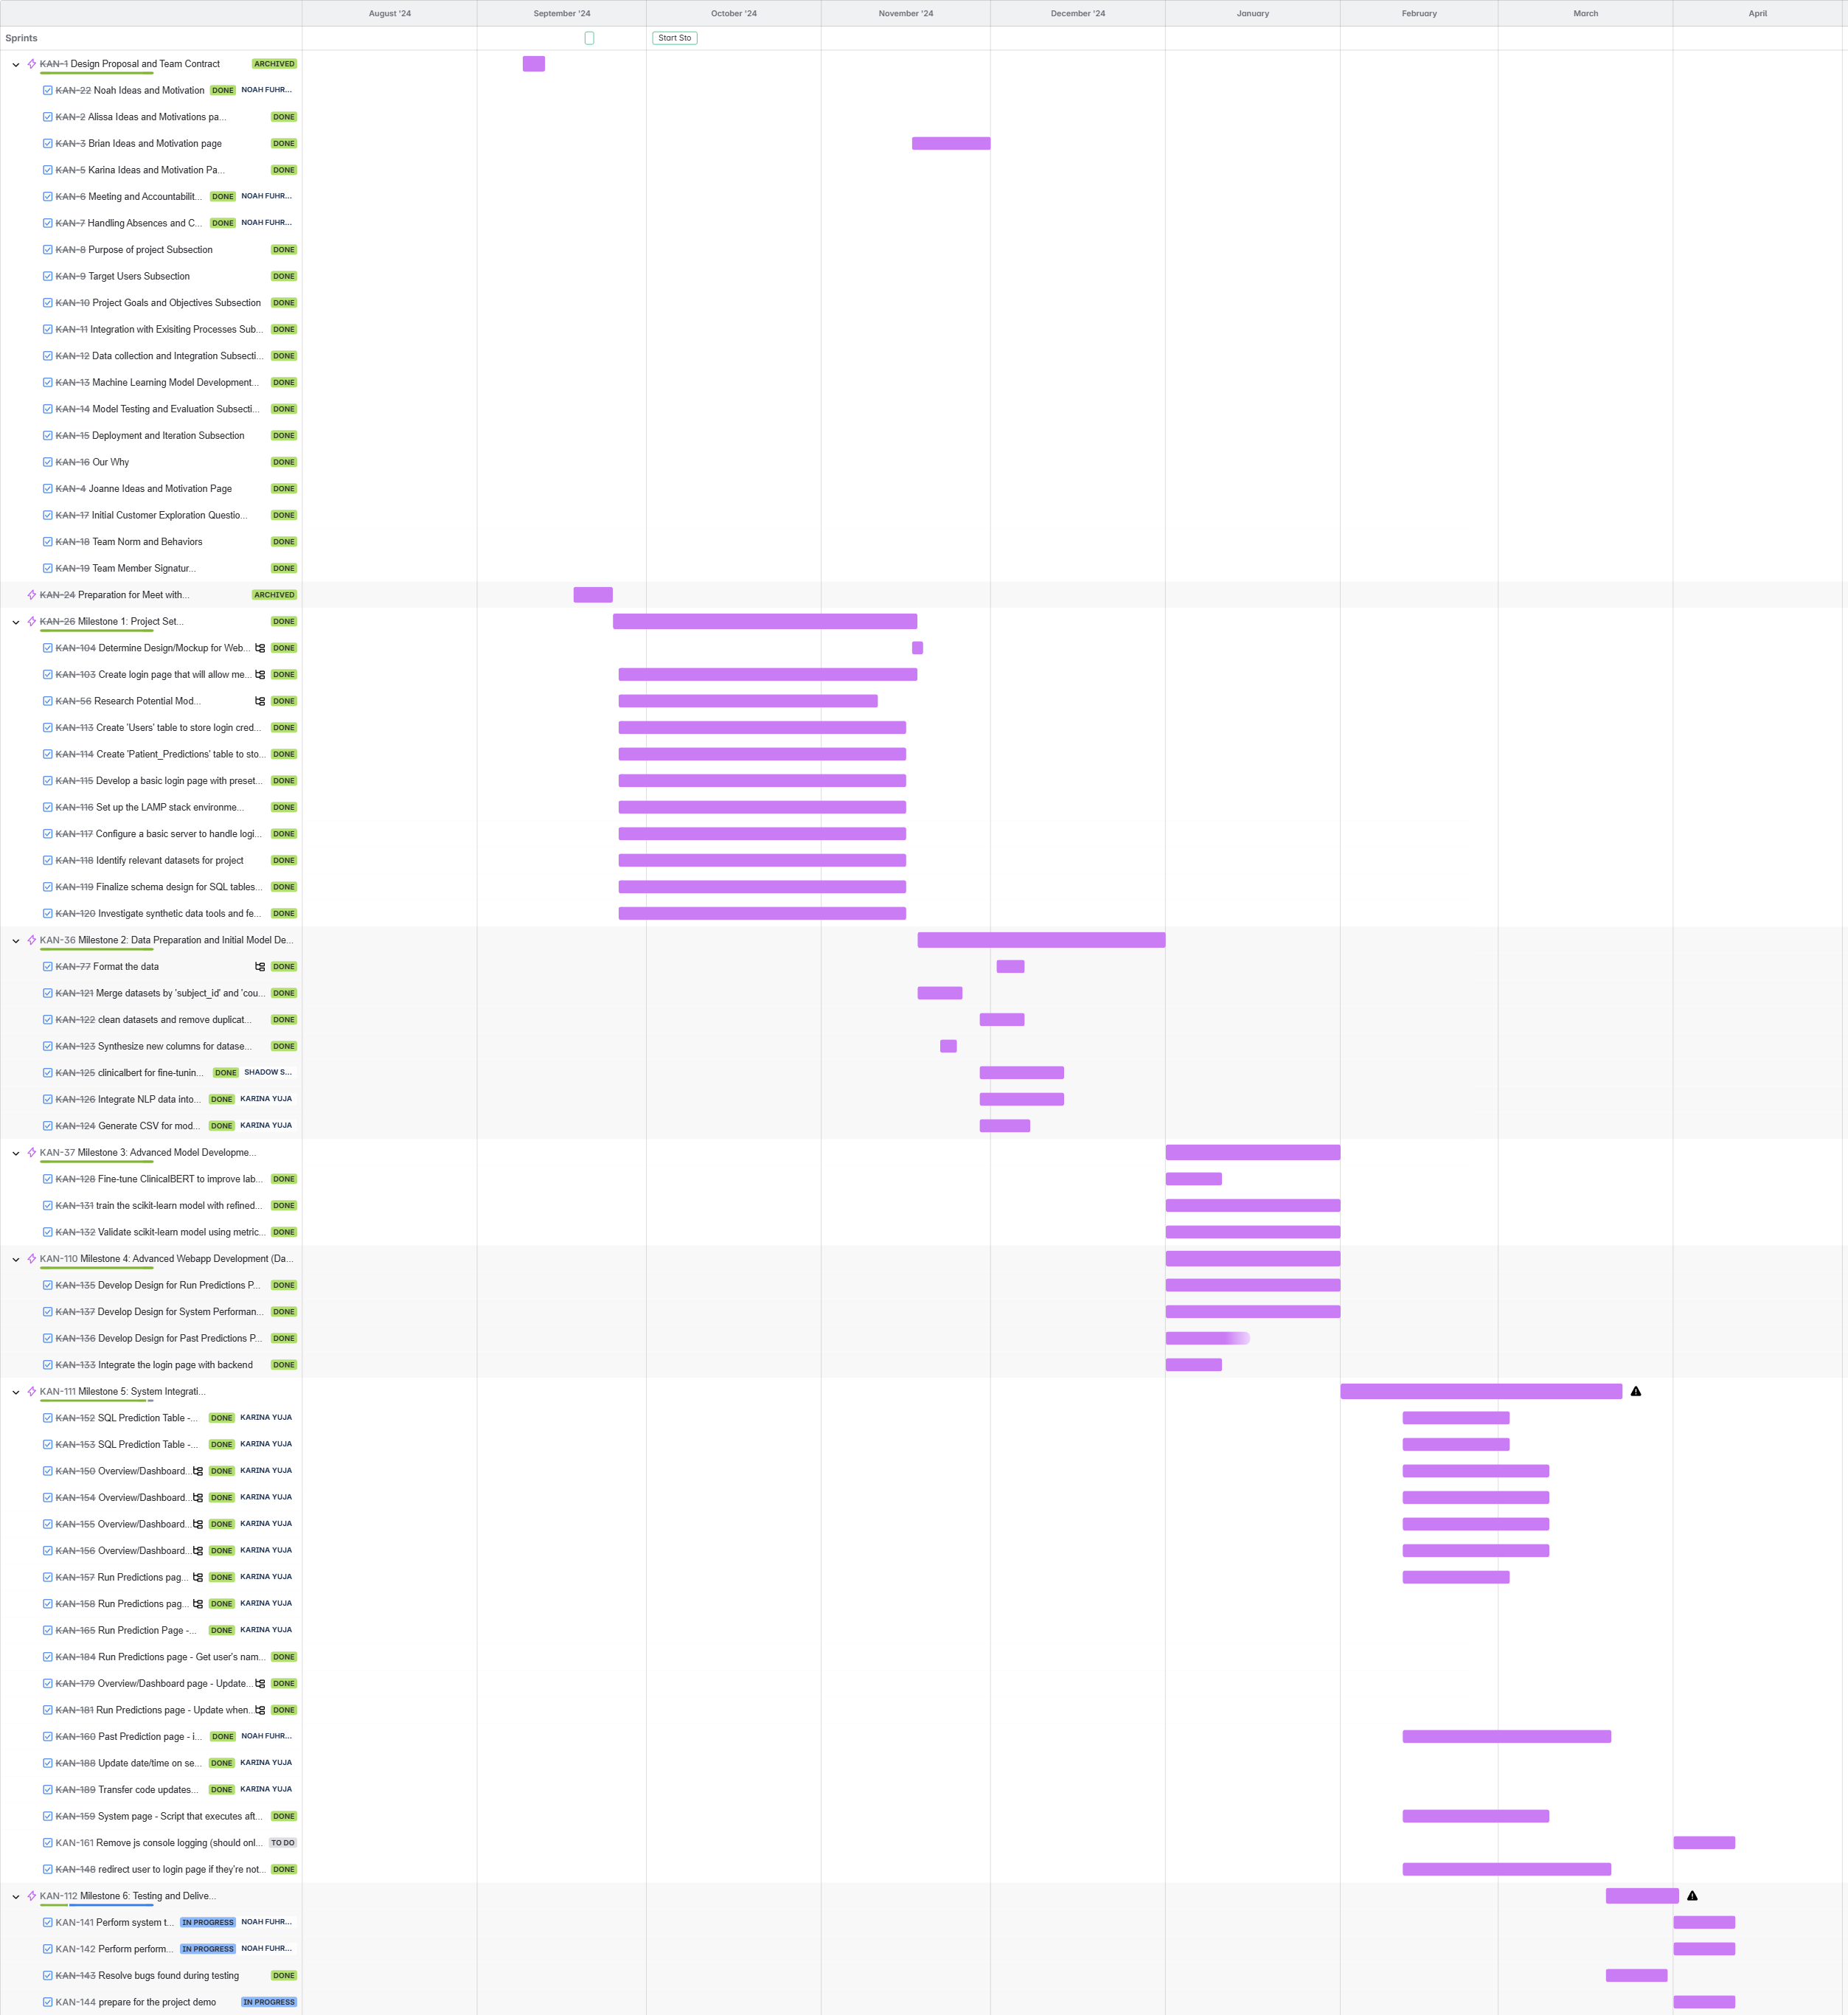 August '24 September '24 October '24 November '24 December '24 January February March April
Sprints Start Sto
KAN-1 Design Proposal and Team Contract ARCHIVED
KAN-22 Noah Ideas and Motivation DONE NOAH FUHR...
KAN-2 Alissa Ideas and Motivations pa... DONE
KAN-3 Brian Ideas and Motivation page DONE
KAN-5 Karina Ideas and Motivation Pa... DONE
KAN-6 Meeting and Accountabilit... DONE NOAH FUHR...
KAN-7 Handling Absences and C... DONE NOAH FUHR...
KAN-8 Purpose of project Subsection DONE
KAN-9 Target Users Subsection DONE
KAN-10 Project Goals and Objectives Subsection DONE
KAN-11 Integration with Exisiting Processes Sub... DONE
KAN-12 Data collection and Integration Subsecti... DONE
KAN-13 Machine Learning Model Development... DONE
KAN-14 Model Testing and Evaluation Subsecti... DONE
KAN-15 Deployment and Iteration Subsection DONE
KAN-16 Our Why DONE
KAN-4 Joanne Ideas and Motivation Page DONE
KAN-17 Initial Customer Exploration Questio... DONE
KAN-18 Team Norm and Behaviors DONE
KAN-19 Team Member Signatur... DONE
KAN-24 Preparation for Meet with... ARCHIVED
KAN-26 Milestone 1: Project Set... DONE
KAN-104 Determine Design/Mockup for Web... DONE
KAN-103 Create login page that will allow me... DONE
KAN-56 Research Potential Mod... DONE
KAN-113 Create 'Users' table to store login cred... DONE
KAN-114 Create 'Patient_Predictions' table to sto... DONE
KAN-115 Develop a basic login page with preset... DONE
KAN-116 Set up the LAMP stack environme... DONE
KAN-117 Configure a basic server to handle logi... DONE
KAN-118 Identify relevant datasets for project DONE
KAN-119 Finalize schema design for SQL tables... DONE
KAN-120 Investigate synthetic data tools and fe... DONE
KAN-36 Milestone 2: Data Preparation and Initial Model De...
KAN-77 Format the data DONE
KAN-121 Merge datasets by 'subject_id' and 'cou... DONE
KAN-122 clean datasets and remove duplicat... DONE
KAN-123 Synthesize new columns for datase... DONE
KAN-125 clinicalbert for fine-tunin... DONE SHADOW S...
KAN-126 Integrate NLP data into... DONE KARINA YUJA
KAN-124 Generate CSV for mod... DONE KARINA YUJA
KAN-37 Milestone 3: Advanced Model Developme...
KAN-128 Fine-tune ClinicalBERT to improve lab... DONE
KAN-131 train the scikit-learn model with refined... DONE
KAN-132 Validate scikit-learn model using metric... DONE
KAN-110 Milestone 4: Advanced Webapp Development (Da...
KAN-135 Develop Design for Run Predictions P... DONE
KAN-137 Develop Design for System Performan... DONE
KAN-136 Develop Design for Past Predictions P... DONE
KAN-133 Integrate the login page with backend DONE
KAN-111 Milestone 5: System Integrati...
KAN-152 SQL Prediction Table -... DONE KARINA YUJA
KAN-153 SQL Prediction Table -... DONE KARINA YUJA
KAN-150 Overview/Dashboard... DONE KARINA YUJA
KAN-154 Overview/Dashboard... DONE KARINA YUJA
KAN-155 Overview/Dashboard... DONE KARINA YUJA
KAN-156 Overview/Dashboard... DONE KARINA YUJA
KAN-157 Run Predictions pag... DONE KARINA YUJA
KAN-158 Run Predictions pag... DONE KARINA YUJA
KAN-165 Run Prediction Page -... DONE KARINA YUJA
KAN-184 Run Predictions page - Get user's nam... DONE
KAN-179 Overview/Dashboard page - Update... DONE
KAN-181 Run Predictions page - Update when... DONE
KAN-160 Past Prediction page - i... DONE NOAH FUHR...
KAN-188 Update date/time on se... DONE KARINA YUJA
KAN-189 Transfer code updates... DONE KARINA YUJA
KAN-159 System page - Script that executes aft... DONE
KAN-161 Remove js console logging (should onl... TO DO
KAN-148 redirect user to login page if they're not... DONE
KAN-112 Milestone 6: Testing and Delive...
KAN-141 Perform system t... IN PROGRESS NOAH FUHR...
KAN-142 Perform perform... IN PROGRESS NOAH FUHR...
KAN-143 Resolve bugs found during testing DONE
KAN-144 prepare for the project demo IN PROGRESS